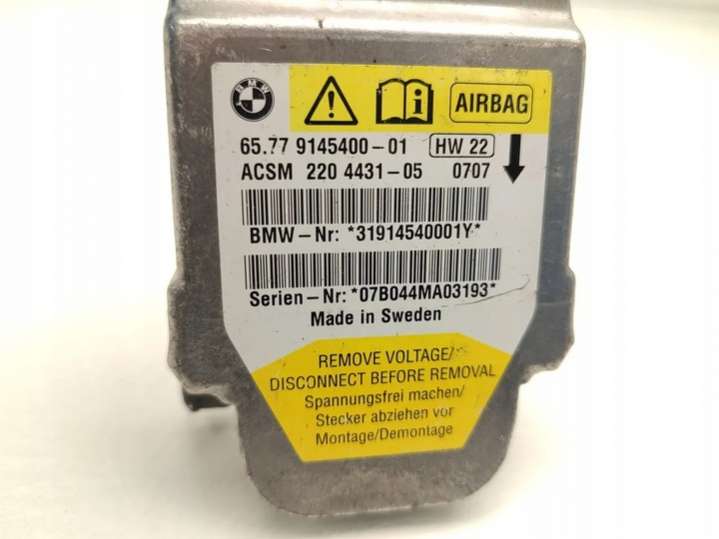 BMW
AIRBAG
65.77 9145400-01 HW 22
ACSM 220 4431-05 0707
BMW-Nr: *31914540001Y*
Serien-Nr: *07B044MA03193*
Made in Sweden
REMOVE VOLTAGE/
DISCONNECT BEFORE REMOVAL
Spannungsfrei machen/
Stecker abziehen vor
Montage/Demontage